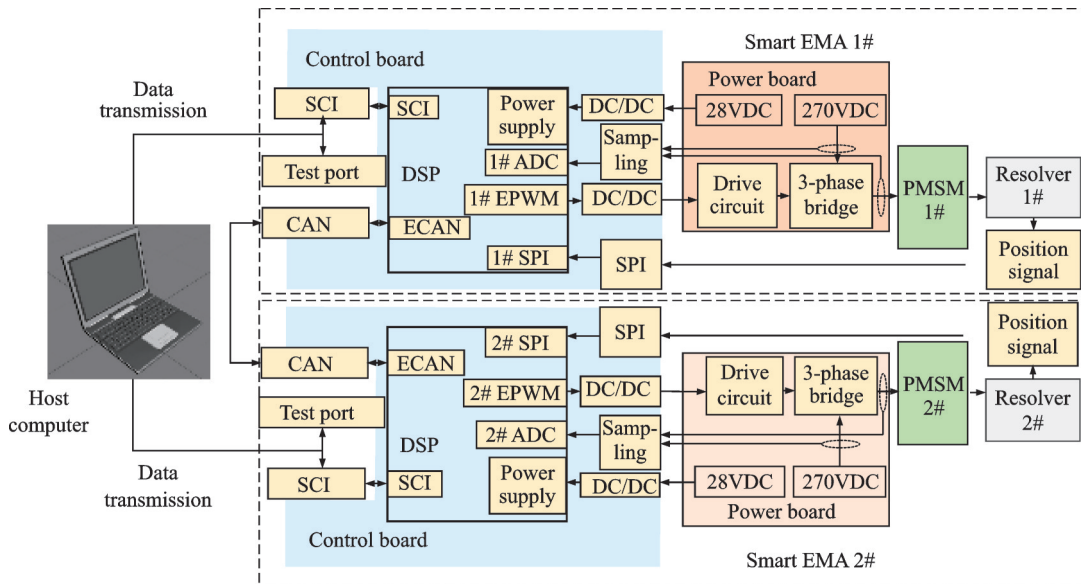 Smart EMA 1#
Control board
Power board
Data
transmission
SCI
SCI
Power
supply
DC/DC
28VDC
270VDC
Samp-
ling
Test port
DSP
1# ADC
1# EPWM
DC/DC
Drive
circuit
3-phase
bridge
PMSM
1#
Resolver
1#
CAN
ECAN
1# SPI
SPI
Position
signal
Host
computer
CAN
ECAN
2# SPI
SPI
Position
signal
Test port
DSP
2# EPWM
DC/DC
Drive
circuit
3-phase
bridge
PMSM
2#
Resolver
2#
2# ADC
Samp-
ling
Data
transmission
SCI
SCI
Power
supply
DC/DC
28VDC
270VDC
Power board
Control board
Smart EMA 2#